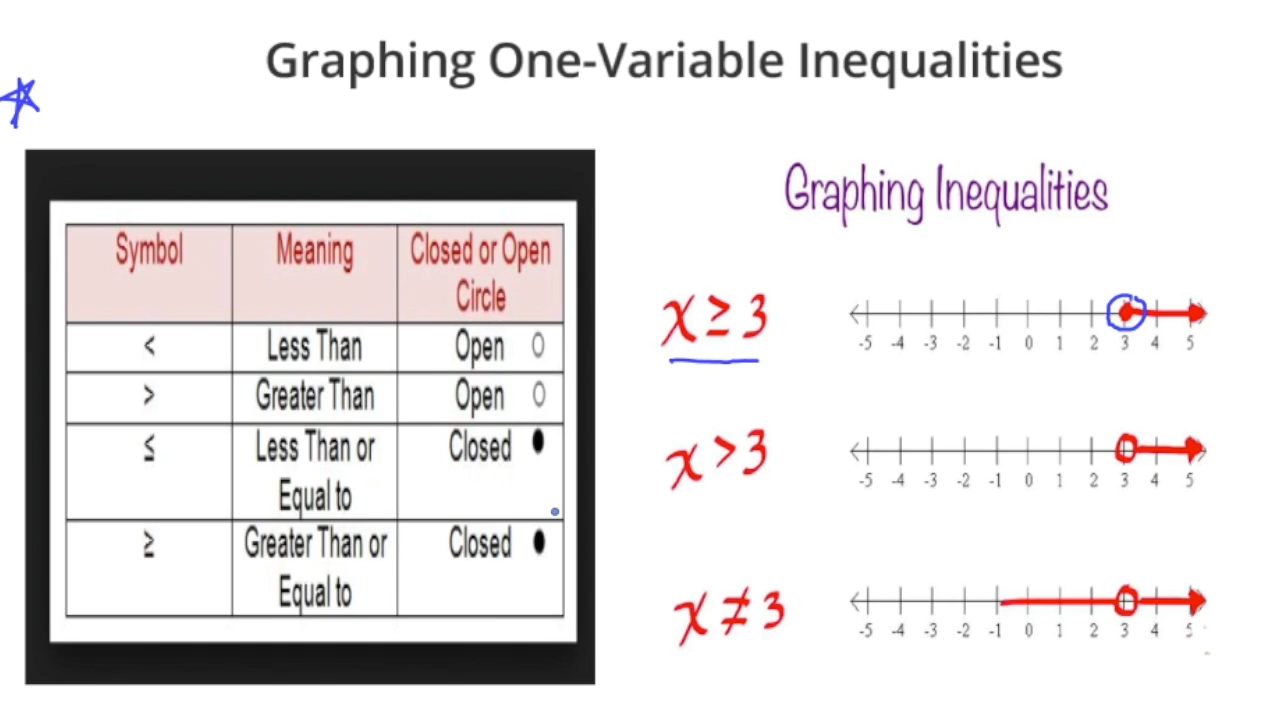 Graphing One-Variable Inequalities
Symbol Meaning Closed or Open
Circle
< Less Than Open
> Greater Than Open
≤ Less Than or Closed
Equal to
≥ Greater Than or Closed
Equal to
Graphing Inequalities
x ≥ 3
-5 -4 -3 -2 -1 0 1 2 3 4 5
x > 3
-5 -4 -3 -2 -1 0 1 2 3 4 5
x ≠ 3
-5 -4 -3 -2 -1 0 1 2 3 4 5